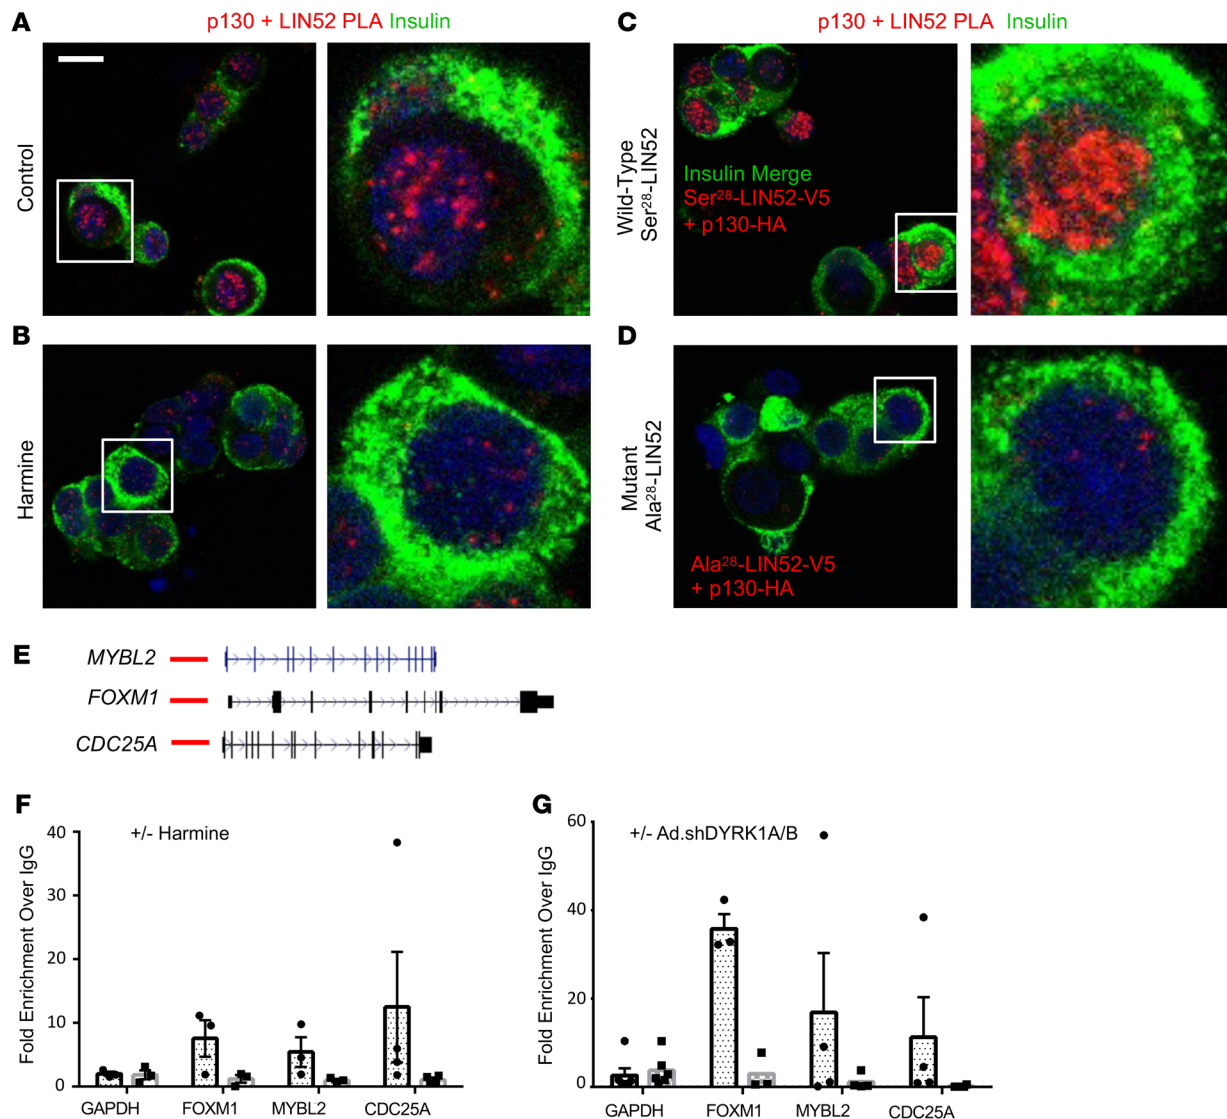 A
p130 + LIN52 PLA Insulin
Control
C
p130 + LIN52 PLA Insulin
Wild-Type
Ser²⁸-LIN52
Insulin Merge
Ser²⁸-LIN52-V5
+ p130-HA
B
Harmine
D
Mutant
Ala²⁸-LIN52
Ala²⁸-LIN52-V5
+ p130-HA
E
MYBL2
FOXM1
CDC25A
F
+/- Harmine
Fold Enrichment Over IgG
40
30
20
10
0
GAPDH FOXM1 MYBL2 CDC25A
G
+/- Ad.shDYRK1A/B
Fold Enrichment Over IgG
60
40
20
0
GAPDH FOXM1 MYBL2 CDC25A